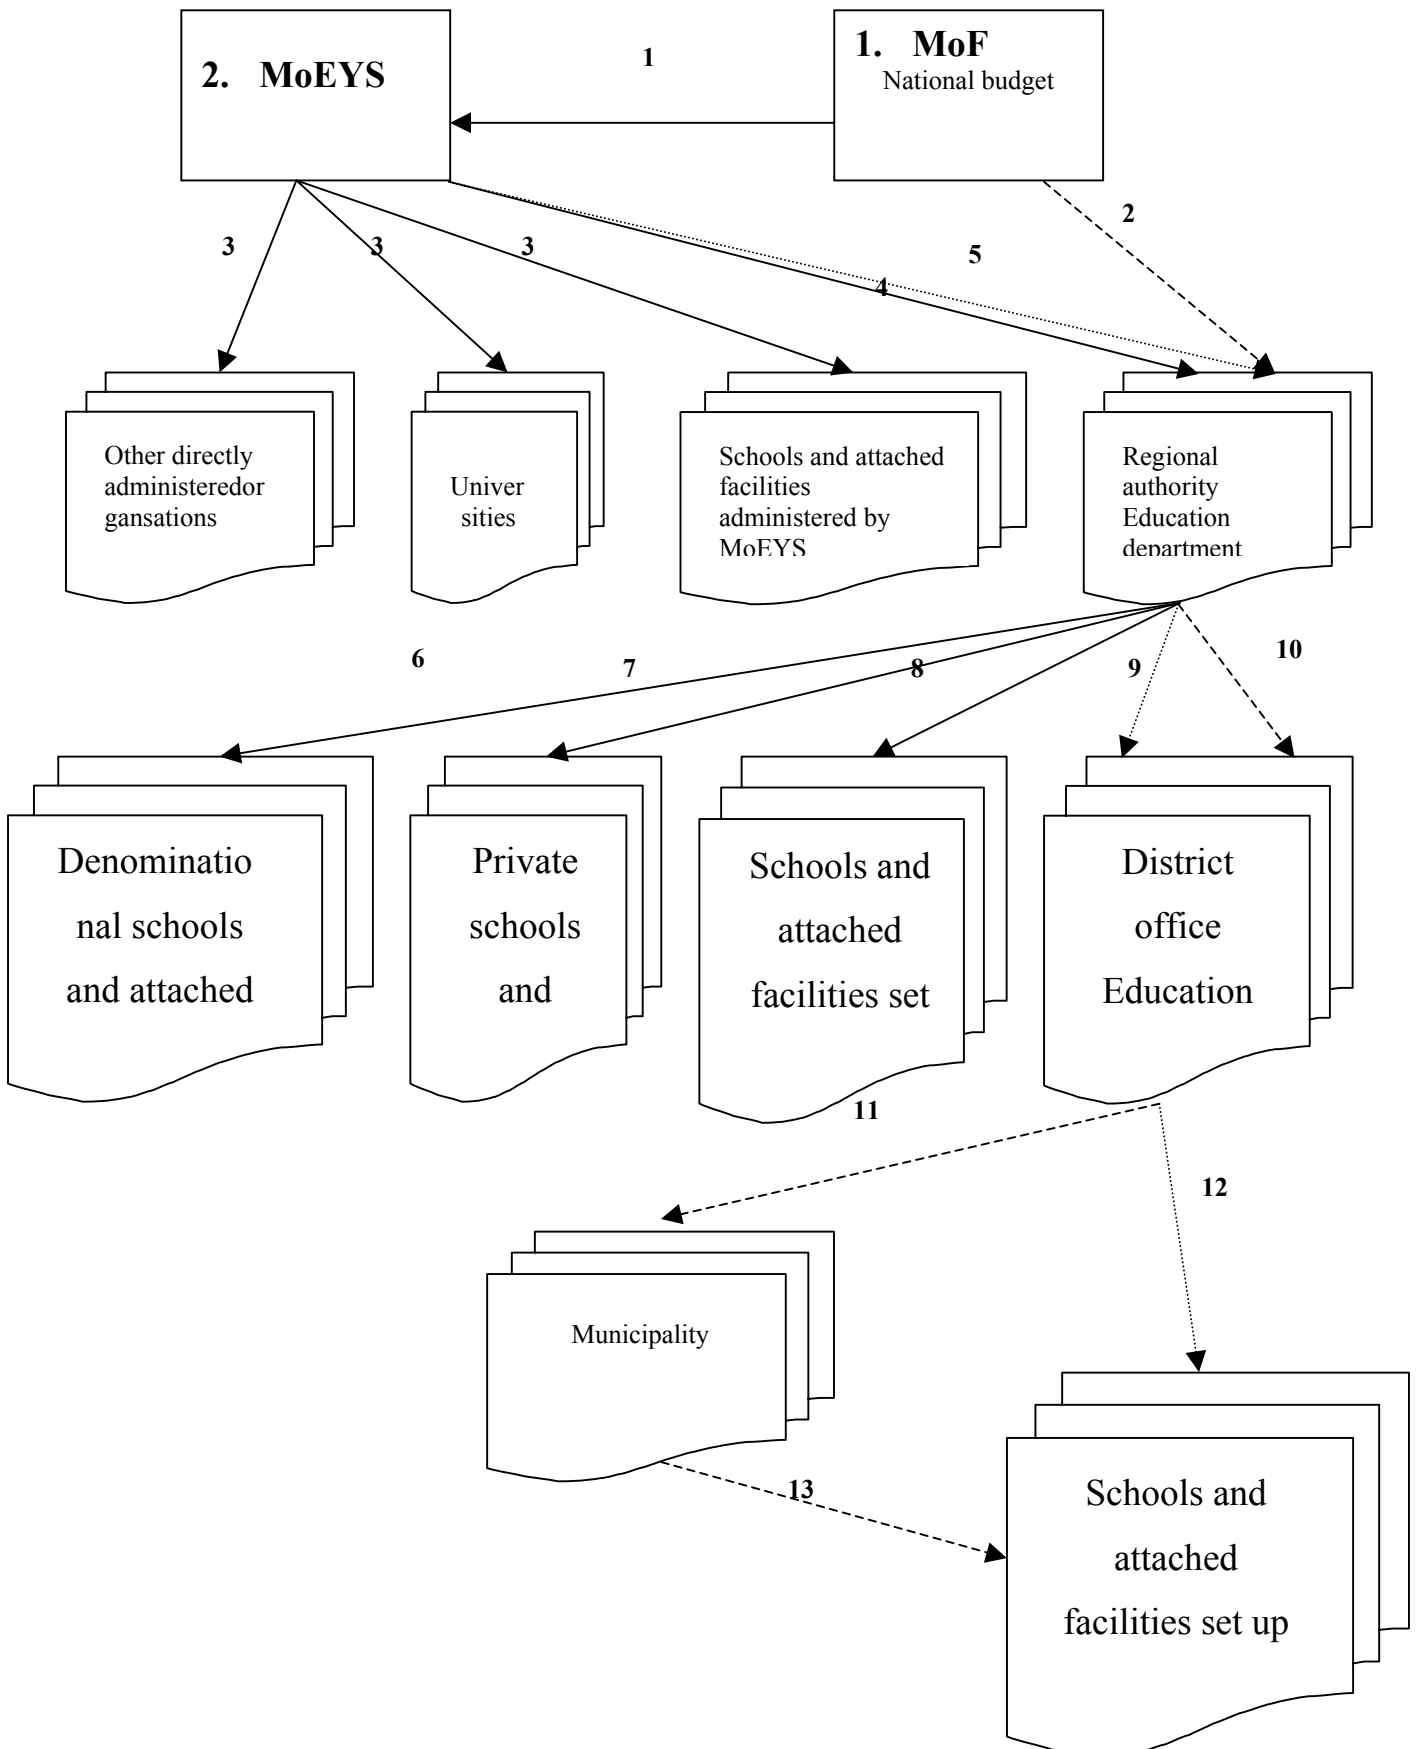 2. MoEYS
1
1. MoF
National budget
2
3
3
3
5
4
Other directly
administeredor
gansations
Univer
sities
Schools and attached
facilities
administered by
MoEYS
Regional
authority
Education
department
6
7
8
9
10
Denominatio
nal schools
and attached
Private
schools
and
Schools and
attached
facilities set
District
office
Education
11
12
Municipality
13
Schools and
attached
facilities set up